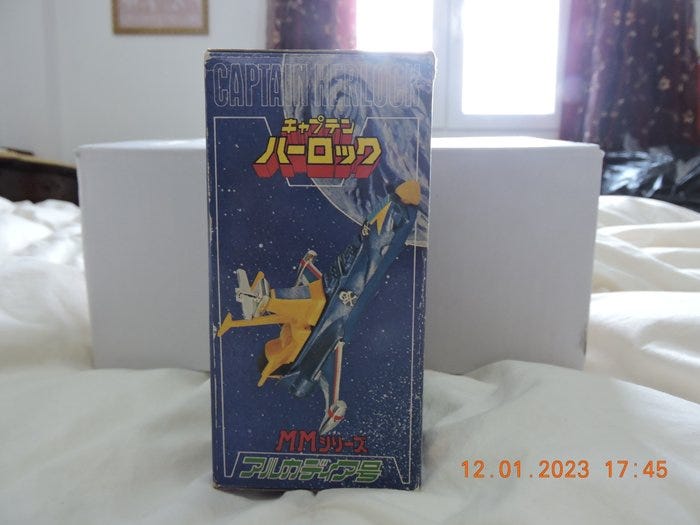 CAPTAIN HERLOCK
キャプテン
ハーロック
MMシリーズ
アルカディア号
12.01.2023 17:45